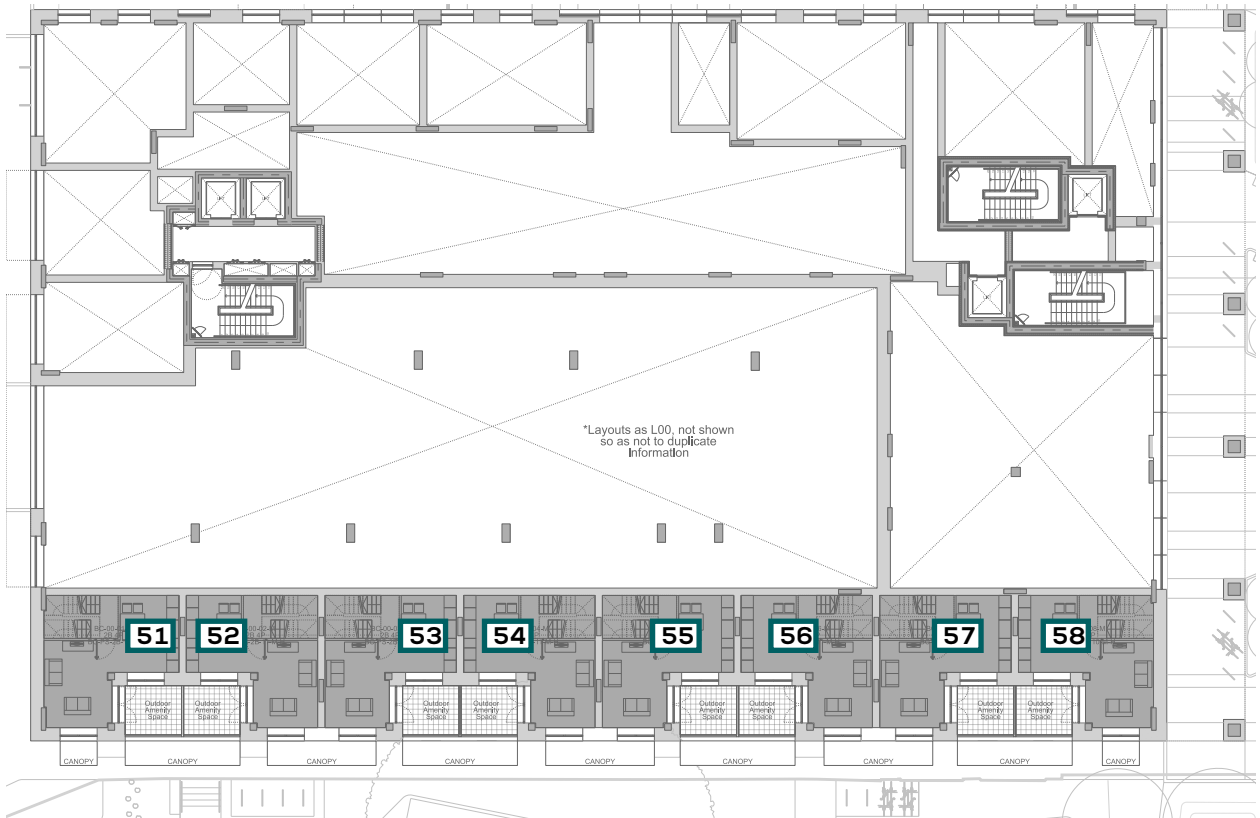 *Layouts as L00, not shown
so as not to duplicate
Information
51
52
53
54
55
56
57
58
Outdoor
Amenity
Space
Outdoor
Amenity
Space
Outdoor
Amenity
Space
Outdoor
Amenity
Space
Outdoor
Amenity
Space
Outdoor
Amenity
Space
Outdoor
Amenity
Space
Outdoor
Amenity
Space
CANOPY
CANOPY
CANOPY
CANOPY
CANOPY
CANOPY
CANOPY
CANOPY
CANOPY